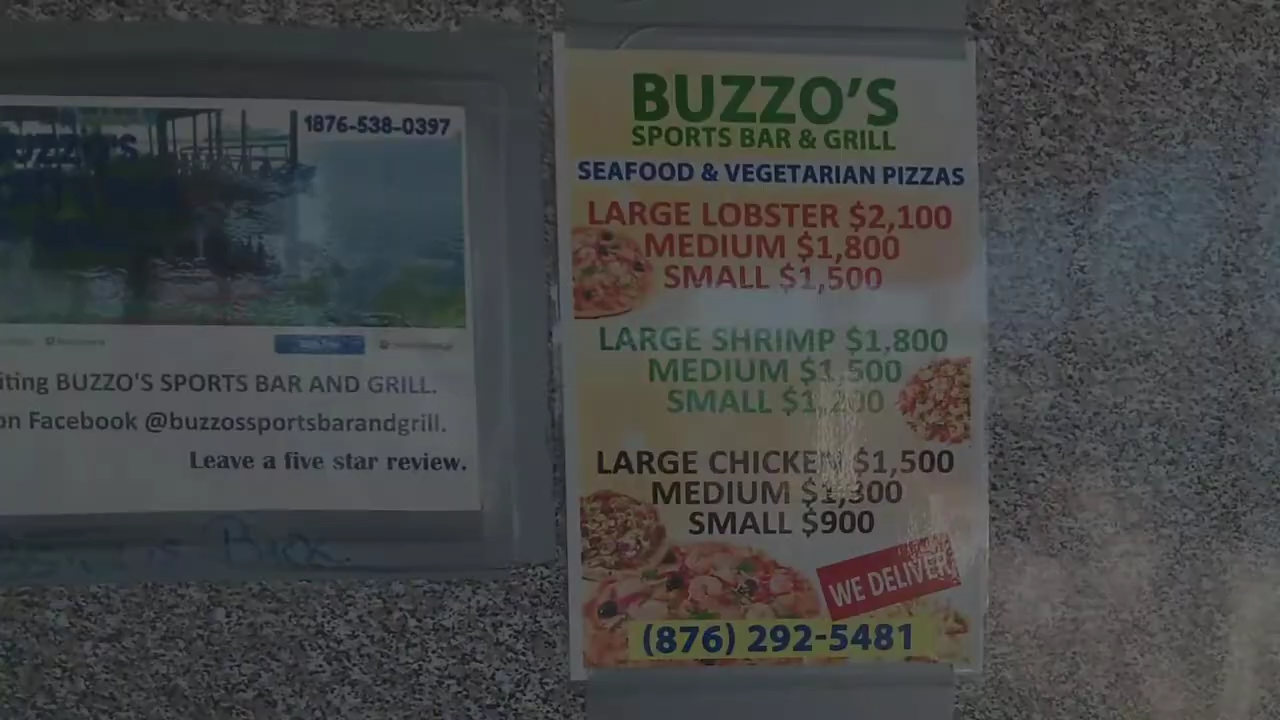 1876-538-0397
iting BUZZO'S SPORTS BAR AND GRILL.
on Facebook @buzzossportsbarandgrill.
Leave a five star review.
BUZZO'S
SPORTS BAR & GRILL
SEAFOOD & VEGETARIAN PIZZAS
LARGE LOBSTER $2,100
MEDIUM $1,800
SMALL $1,500
LARGE SHRIMP $1,800
MEDIUM $1,500
SMALL $1,200
LARGE CHICKEN $1,500
MEDIUM $1,300
SMALL $900
WE DELIVER
(876) 292-5481